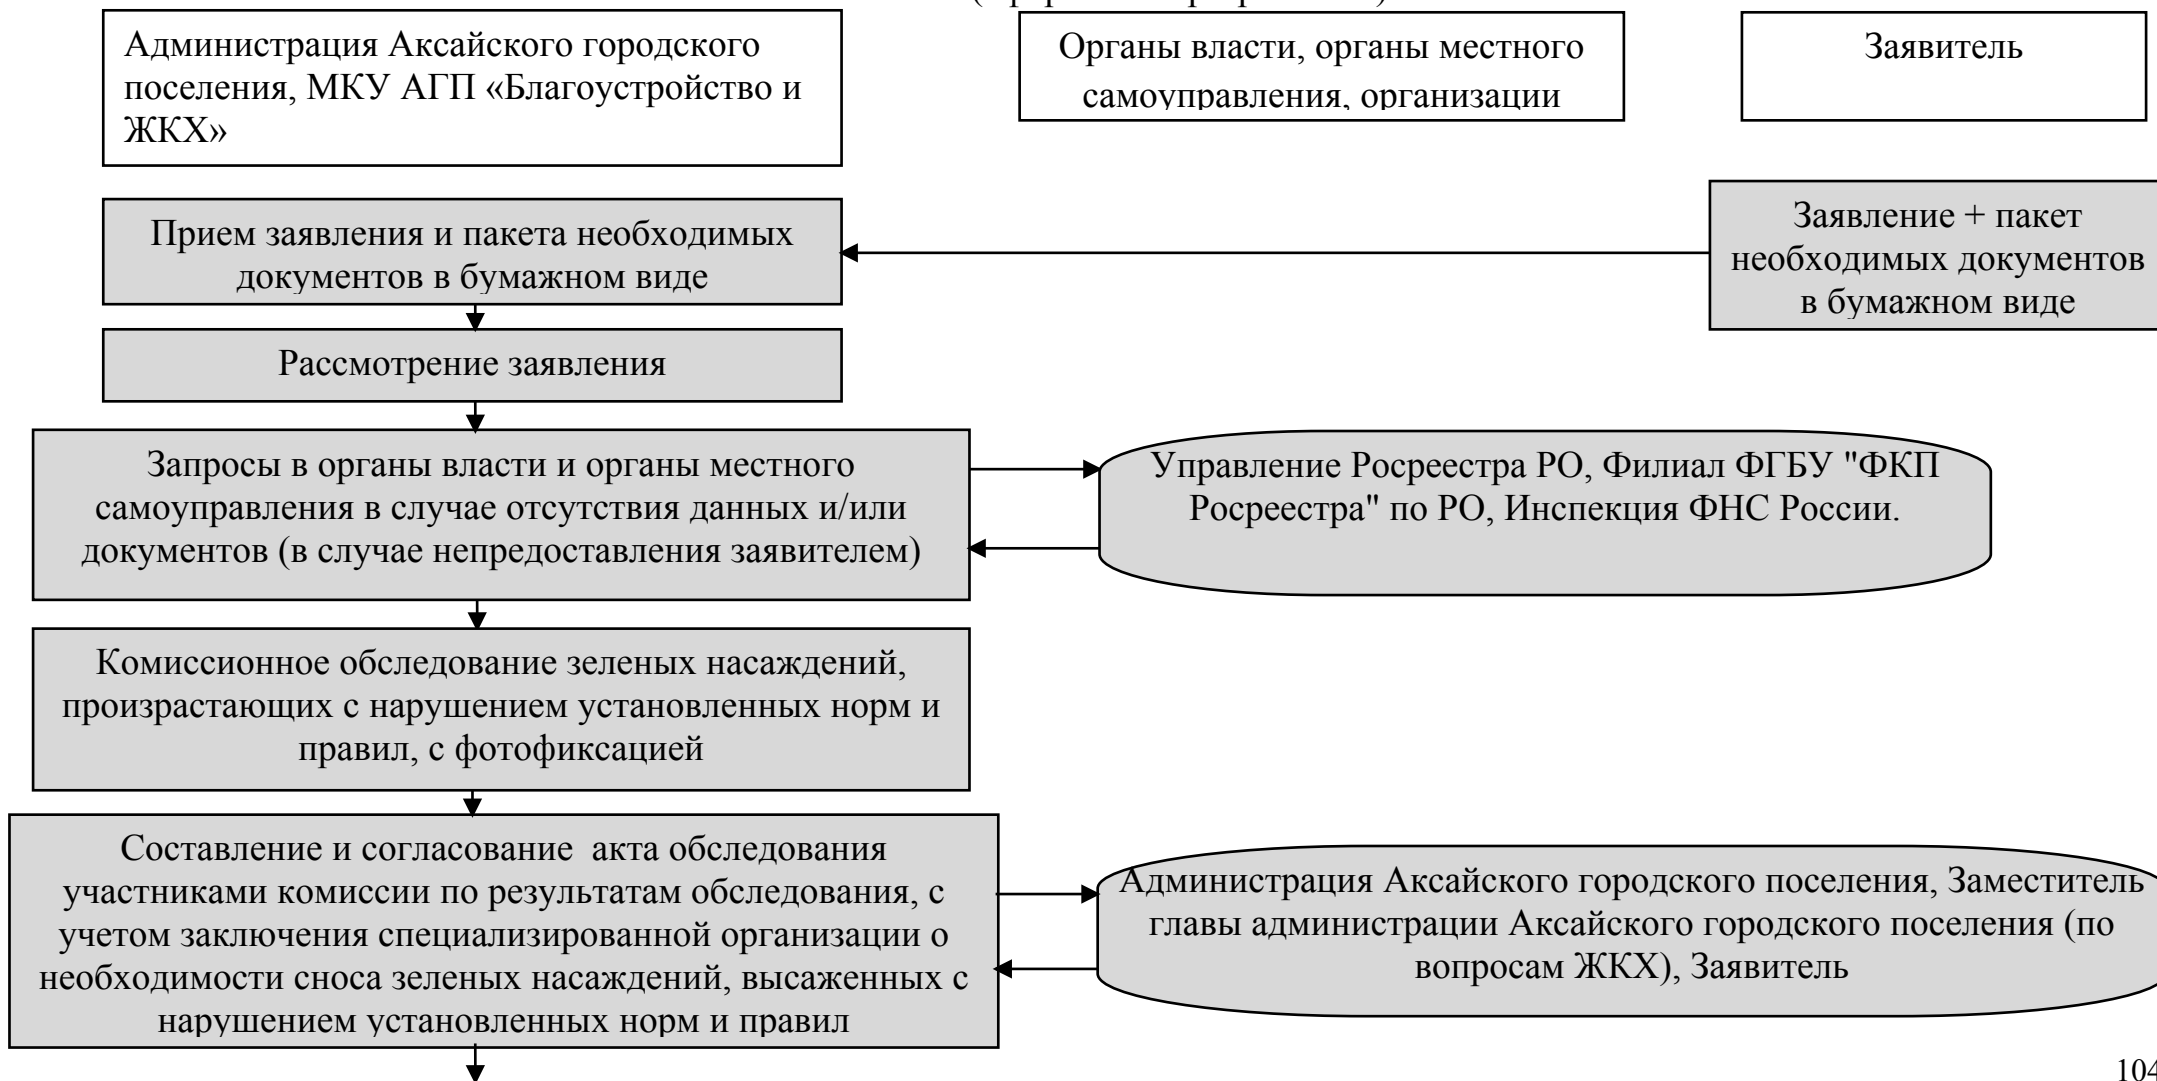 Администрация Аксайского городского
поселения, МКУ АГП «Благоустройство и
ЖКХ»
Органы власти, органы местного
самоуправления, организации
Заявитель
Прием заявления и пакета необходимых
документов в бумажном виде
Заявление + пакет
необходимых документов
в бумажном виде
Рассмотрение заявления
Запросы в органы власти и органы местного
самоуправления в случае отсутствия данных и/или
документов (в случае непредоставления заявителем)
Управление Росреестра РО, Филиал ФГБУ "ФКП
Росреестра" по РО, Инспекция ФНС России.
Комиссионное обследование зеленых насаждений,
произрастающих с нарушением установленных норм и
правил, с фотофиксацией
Составление и согласование  акта обследования
участниками комиссии по результатам обследования, с
учетом заключения специализированной организации о
необходимости сноса зеленых насаждений, высаженных с
нарушением установленных норм и правил
Администрация Аксайского городского поселения, Заместитель
главы администрации Аксайского городского поселения (по
вопросам ЖКХ), Заявитель
104